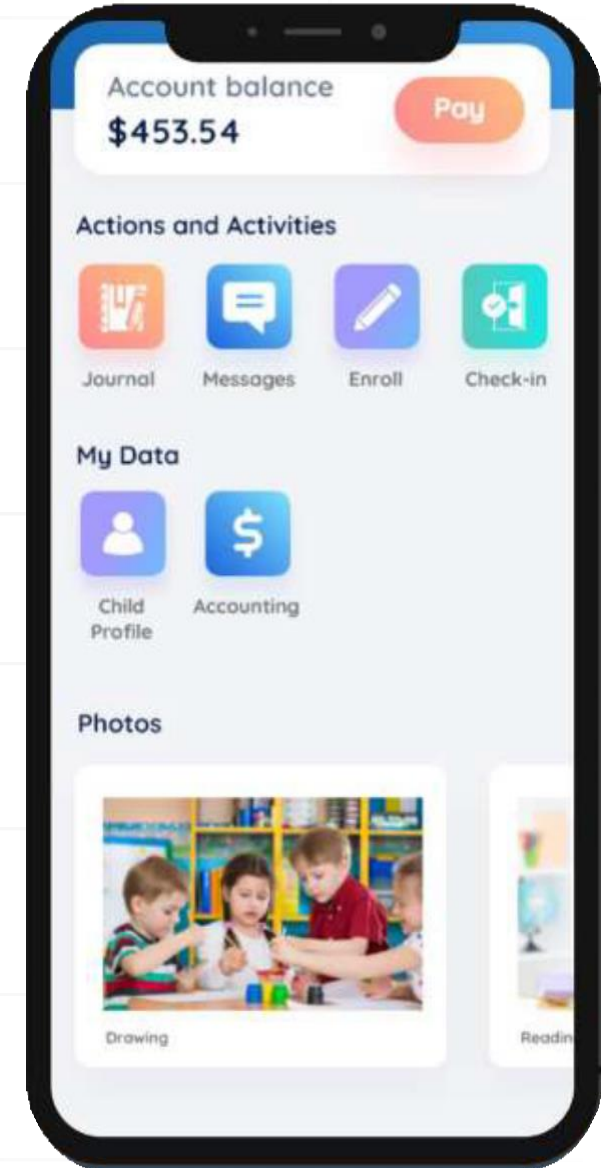 Account balance
$453.54
Pay
Actions and Activities
Journal
Messages
Enroll
Check-in
My Data
Child
Profile
Accounting
Photos
Drawing
Readin